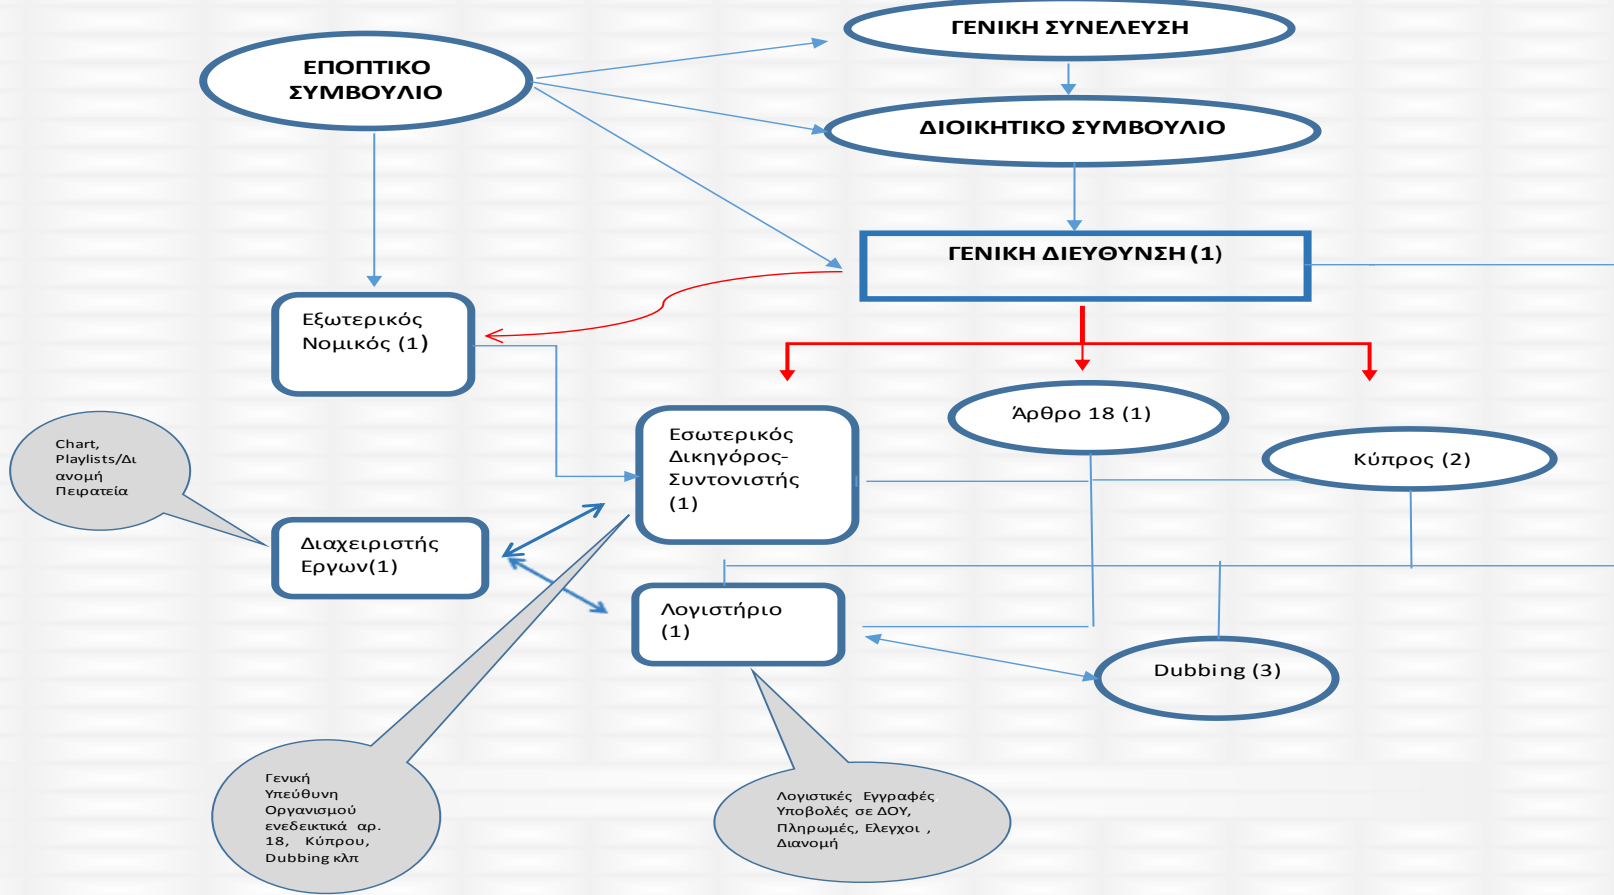 ΓΕΝΙΚΗ ΣΥΝΕΛΕΥΣΗ
ΕΠΟΠΤΙΚΟ
ΣΥΜΒΟΥΛΙΟ
ΔΙΟΙΚΗΤΙΚΟ ΣΥΜΒΟΥΛΙΟ
ΓΕΝΙΚΗ ΔΙΕΥΘΥΝΣΗ (1)
Εξωτερικός
Νομικός (1)
Άρθρο 18 (1)
Κύπρος (2)
Εσωτερικός
Δικηγόρος-
Συντονιστής
(1)
Chart,
Playlists/Δι
ανομή
Πειρατεία
Διαχειριστής
Εργων(1)
Λογιστήριο
(1)
Dubbing (3)
Γενική
Υπεύθυνη
Οργανισμού
ενεδεικτικά αρ.
18, Κύπρου,
Dubbing κλπ
Λογιστικές Εγγραφές
Υποβολές σε ΔΟΥ,
Πληρωμές, Ελεγχοι ,
Διανομή